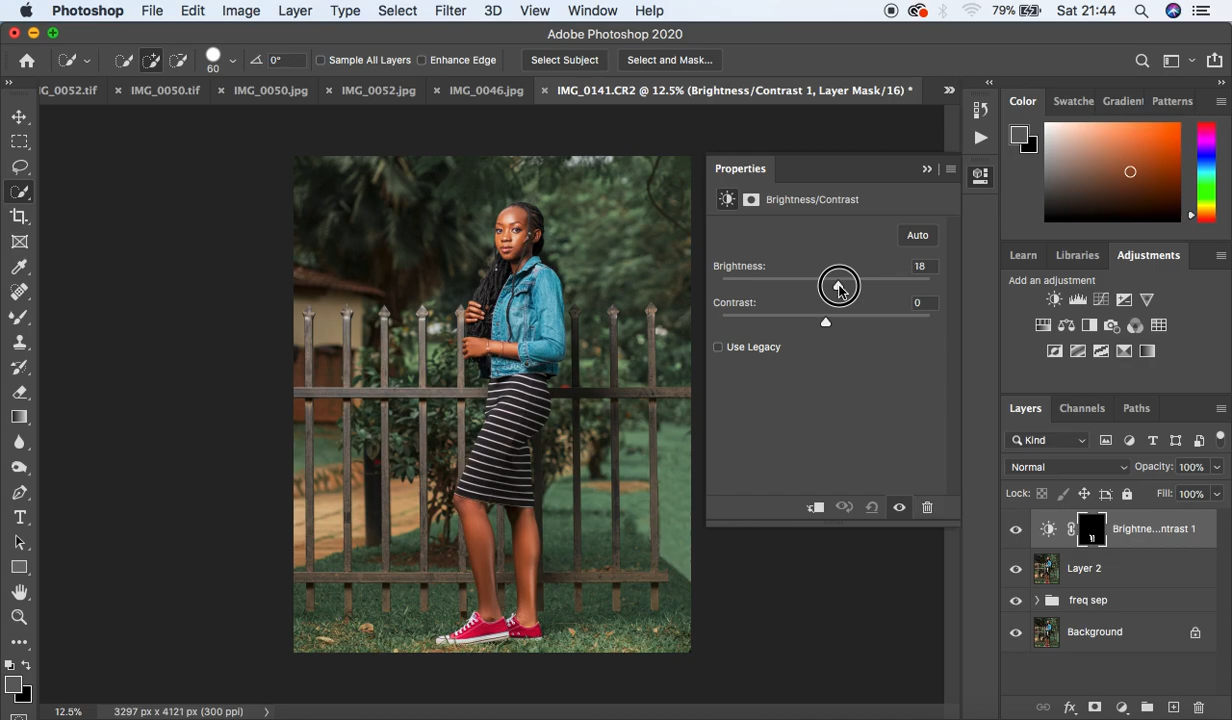 Photoshop File Edit Image Layer Type Select Filter 3D View Window Help 79% Sat 21:44
Adobe Photoshop 2020
60 0° Sample All Layers Enhance Edge Select Subject Select and Mask...
IG_0052.tif × IMG_0050.tif × IMG_0050.jpg × IMG_0052.jpg × IMG_0046.jpg × IMG_0141.CR2 @ 12.5% (Brightness/Contrast 1, Layer Mask/16) *
Color Swatche Gradient Patterns
Properties
Brightness/Contrast
Auto
Brightness: 18
Contrast: 0
Use Legacy
Learn Libraries Adjustments
Add an adjustment
Layers Channels Paths
Kind
Normal Opacity: 100%
Lock: Fill: 100%
Brightne...ntrast 1
Layer 2
freq sep
Background
12.5% 3297 px x 4121 px (300 ppi)